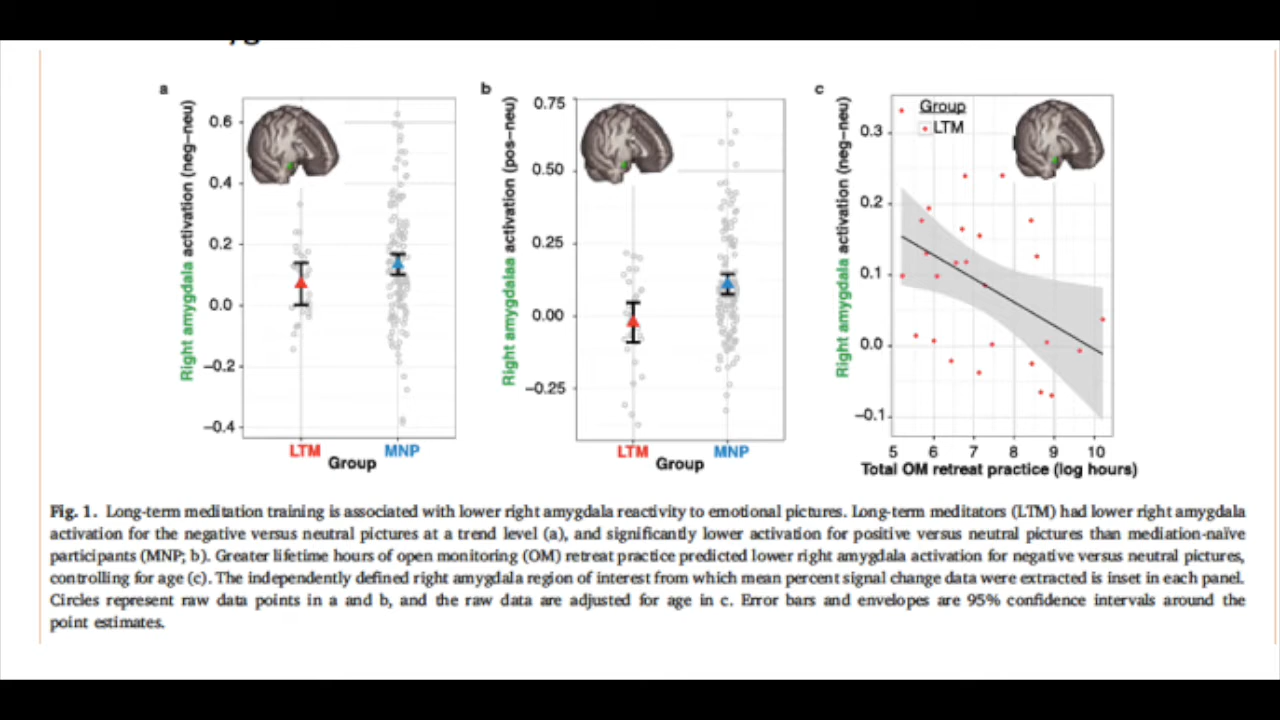 a
b
c
Right amygdala activation (neg–neu)
0.6
0.4
0.2
0.0
–0.2
–0.4
LTM MNP
Group
Right amygdalaa activation (pos–neu)
0.75
0.50
0.25
0.00
–0.25
LTM MNP
Group
Right amygdala activation (neg–neu)
Group
LTM
0.3
0.2
0.1
0.0
–0.1
5 6 7 8 9 10
Total OM retreat practice (log hours)
Fig. 1. Long-term meditation training is associated with lower right amygdala reactivity to emotional pictures. Long-term meditators (LTM) had lower right amygdala
activation for the negative versus neutral pictures at a trend level (a), and significantly lower activation for positive versus neutral pictures than mediation-naïve
participants (MNP; b). Greater lifetime hours of open monitoring (OM) retreat practice predicted lower right amygdala activation for negative versus neutral pictures,
controlling for age (c). The independently defined right amygdala region of interest from which mean percent signal change data were extracted is inset in each panel.
Circles represent raw data points in a and b, and the raw data are adjusted for age in c. Error bars and envelopes are 95% confidence intervals around the
point estimates.